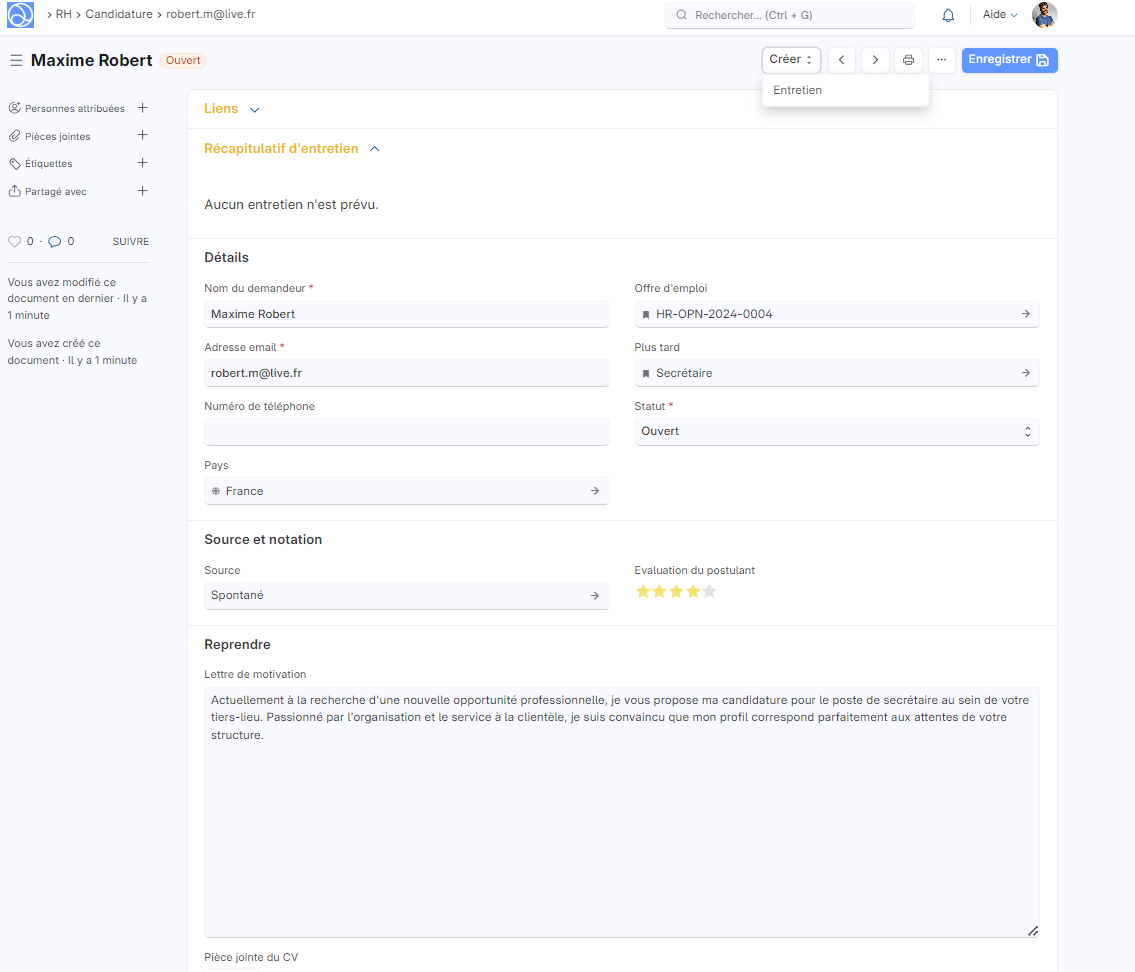 RH > Candidature > robert.m@live.fr
Rechercher... (Ctrl + G)
Aide
Maxime Robert
Ouvert
Créer
...
Enregistrer
Entretien
Personnes attribuées
Pièces jointes
Étiquettes
Partagé avec
0 · 0
SUIVRE
Vous avez modifié ce
document en dernier · Il y a
1 minute
Vous avez créé ce
document · Il y a 1 minute
Liens
Récapitulatif d'entretien
Aucun entretien n'est prévu.
Détails
Nom du demandeur *
Maxime Robert
Offre d'emploi
HR-OPN-2024-0004
Adresse email *
robert.m@live.fr
Plus tard
Secrétaire
Numéro de téléphone
Statut *
Ouvert
Pays
France
Source et notation
Source
Spontané
Evaluation du postulant
Reprendre
Lettre de motivation
Actuellement à la recherche d'une nouvelle opportunité professionnelle, je vous propose ma candidature pour le poste de secrétaire au sein de votre
tiers-lieu. Passionné par l'organisation et le service à la clientèle, je suis convaincu que mon profil correspond parfaitement aux attentes de votre
structure.
Pièce jointe du CV